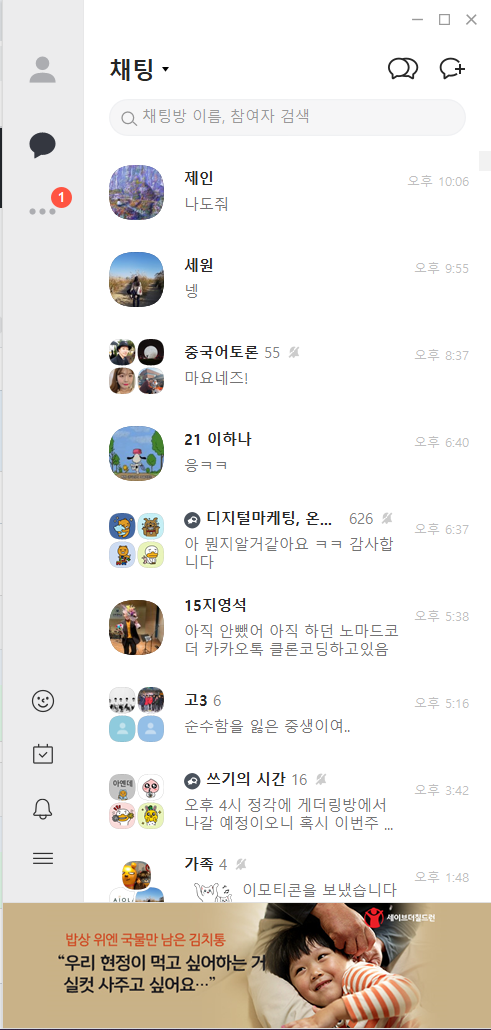 채팅
채팅방 이름, 참여자 검색
1
제인
오후 10:06
나도줘
세원
오후 9:55
넹
중국어토론 55
오후 8:37
마요네즈!
21 이하나
오후 6:40
응ㅋㅋ
디지털마케팅, 온... 626
오후 6:37
아 뭔지알거같아요 ㅋㅋ 감사합
니다
15지영석
오후 5:38
아직 안뺐어 아직 하던 노마드코
더 카카오톡 클론코딩하고있음
고3 6
오후 5:16
순수함을 잃은 중생이여..
아엔데
쓰기의 시간 16
오후 3:42
오후 4시 정각에 게더링방에서
나갈 예정이오니 혹시 이번주 ...
가족 4
오후 1:48
이모티콘을 보냈습니다
세이브더칠드런
밥상 위엔 국물만 남은 김치통
“우리 현정이 먹고 싶어하는 거
실컷 사주고 싶어요…”